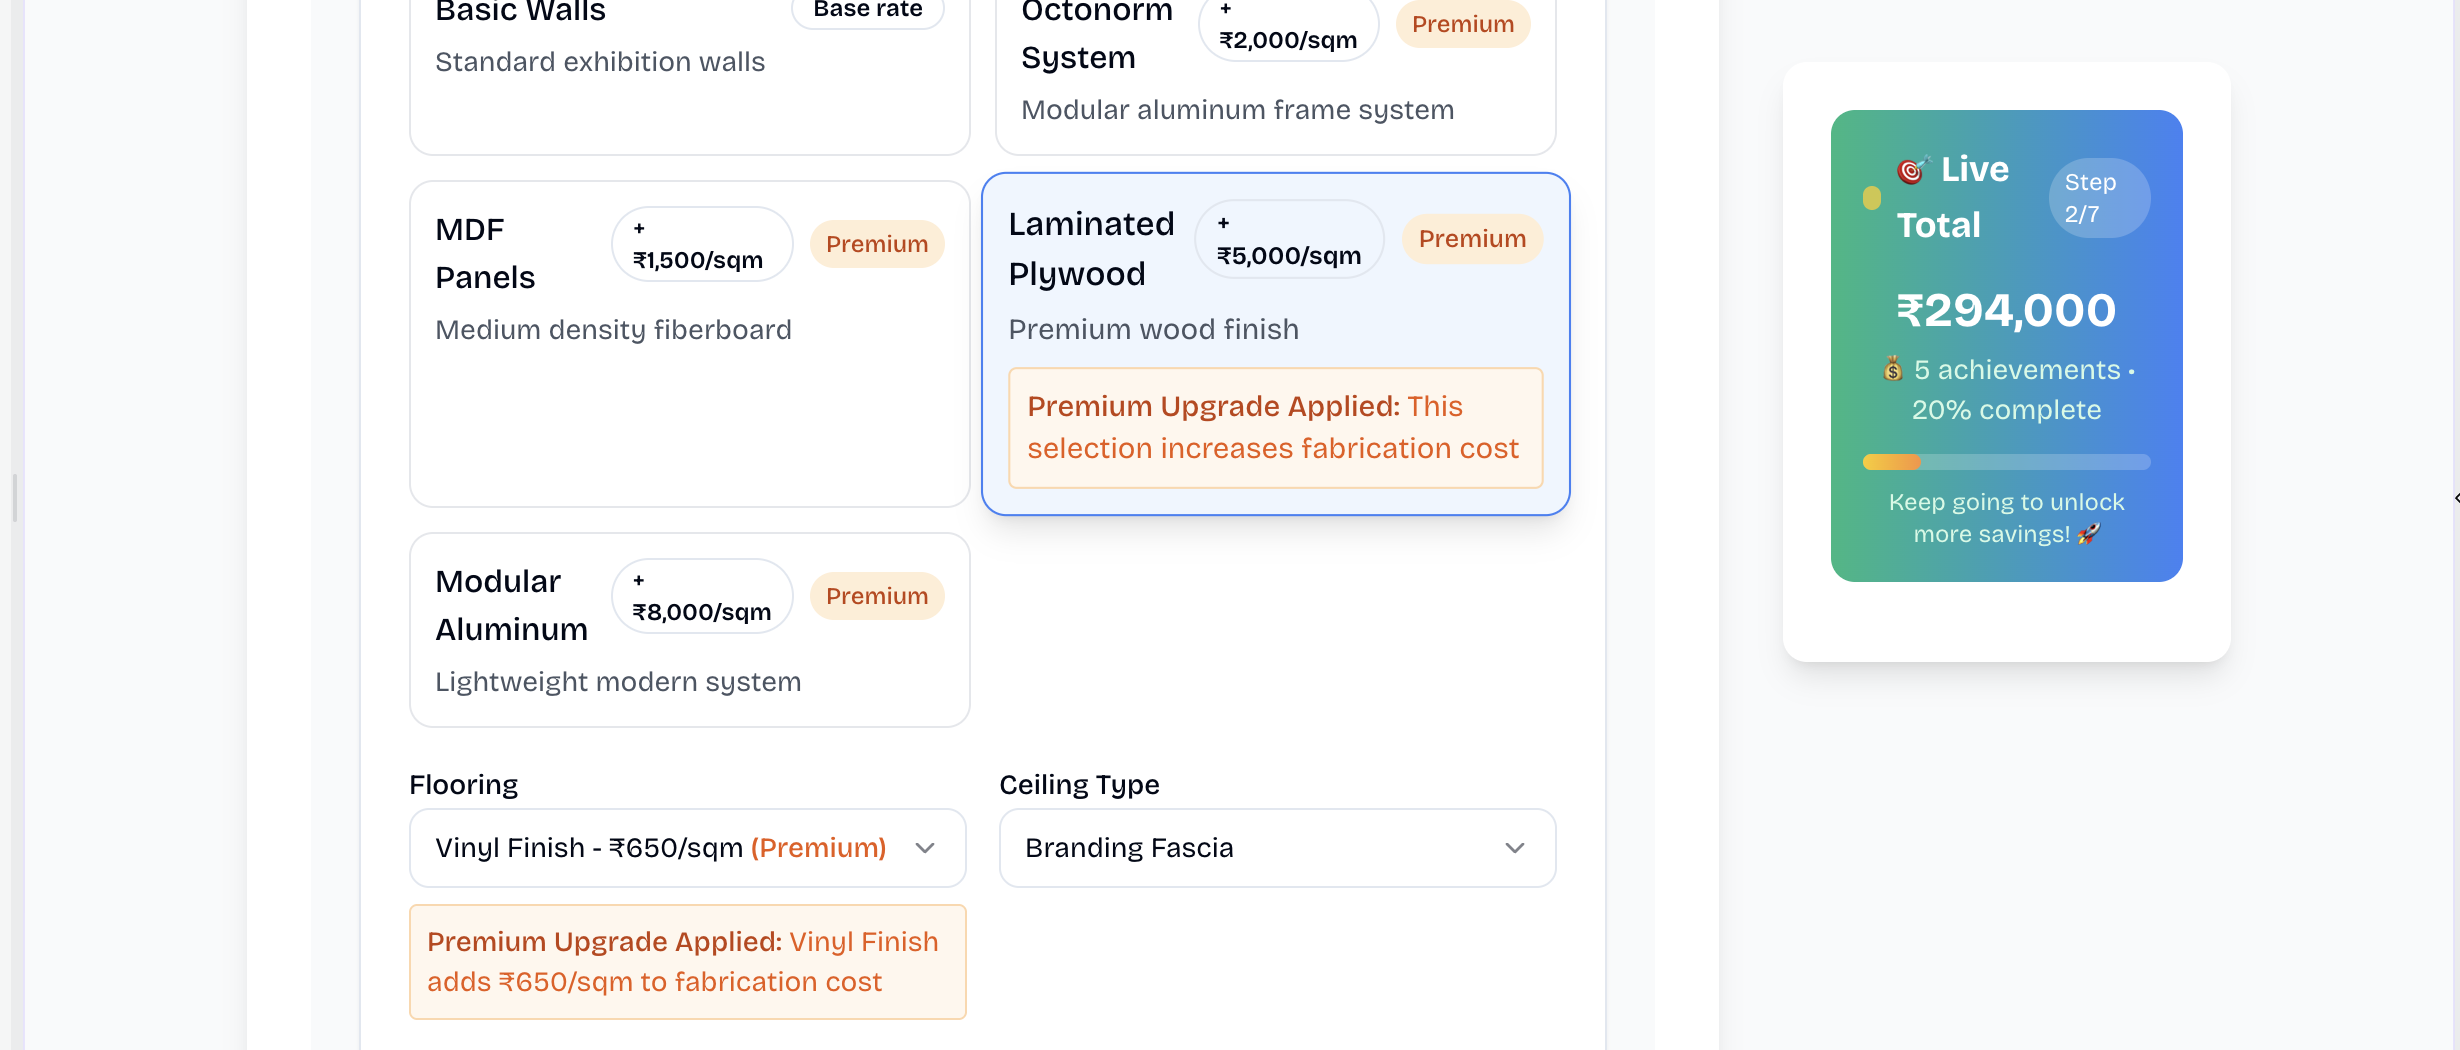 Basic Walls
Base rate
Standard exhibition walls
Octonorm
System
+
₹2,000/sqm
Premium
Modular aluminum frame system
MDF
Panels
+
₹1,500/sqm
Premium
Medium density fiberboard
Laminated
Plywood
+
₹5,000/sqm
Premium
Premium wood finish
Premium Upgrade Applied: This
selection increases fabrication cost
Modular
Aluminum
+
₹8,000/sqm
Premium
Lightweight modern system
Flooring
Vinyl Finish - ₹650/sqm (Premium)
Premium Upgrade Applied: Vinyl Finish
adds ₹650/sqm to fabrication cost
Ceiling Type
Branding Fascia
🎯 Live
Total
Step
2/7
₹294,000
💰 5 achievements •
20% complete
Keep going to unlock
more savings! 🚀